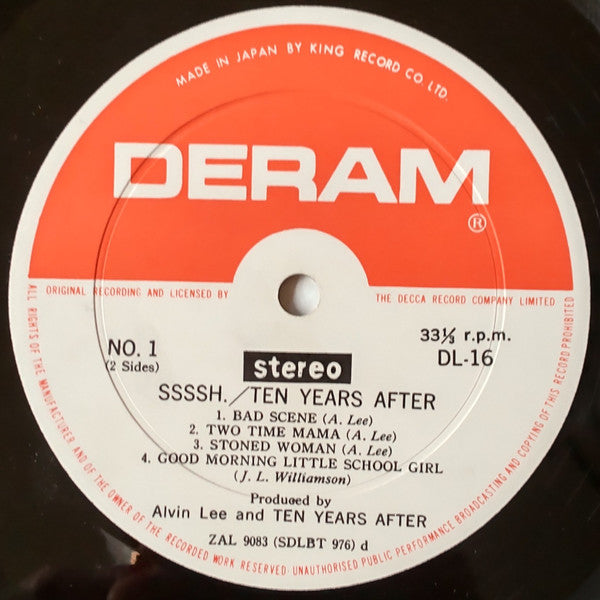 MADE IN JAPAN BY KING RECORD CO. LTD.
DERAM
®
ORIGINAL RECORDING AND LICENSED BY THE DECCA RECORD COMPANY LIMITED
NO. 1
(2 Sides)
33⅓ r.p.m.
DL-16
stereo
SSSSH./TEN YEARS AFTER
1. BAD SCENE (A. Lee)
2. TWO TIME MAMA (A. Lee)
3. STONED WOMAN (A. Lee)
4. GOOD MORNING LITTLE SCHOOL GIRL
(J. L. Williamson)
Produced by
Alvin Lee and TEN YEARS AFTER
ZAL 9083 (SDLBT 976) d
ALL RIGHTS OF THE MANUFACTURER AND OF THE OWNER OF THE RECORDED WORK RESERVED·UNAUTHORISED PUBLIC PERFORMANCE BROADCASTING AND COPYING OF THIS RECORD PROHIBITED